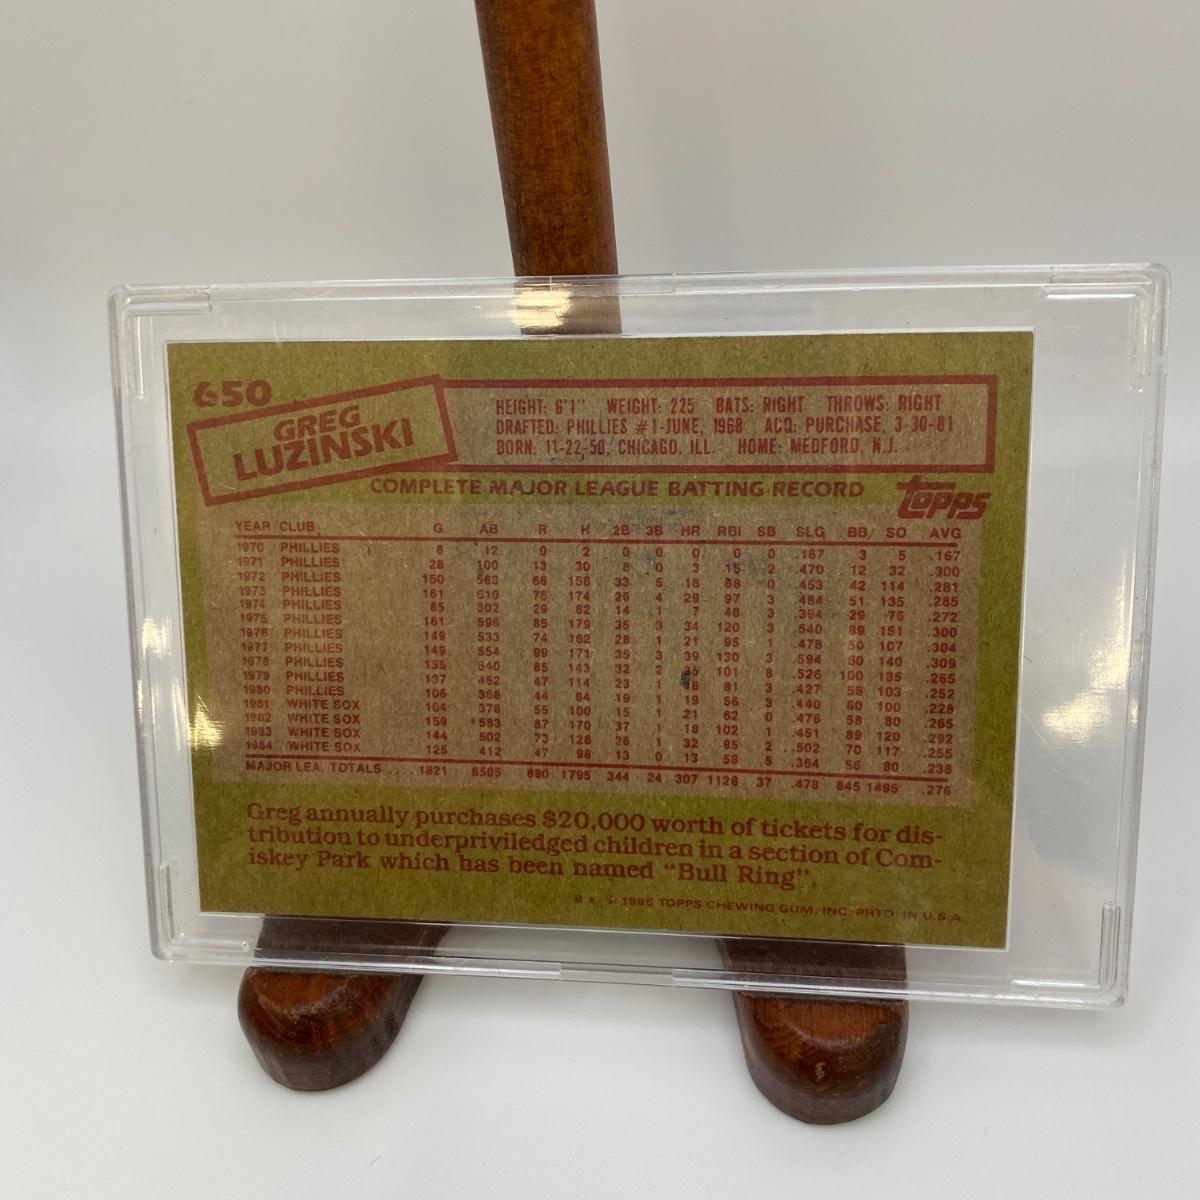 650
GREG
LUZINSKI
HEIGHT: 6'1" WEIGHT: 225 BATS: RIGHT THROWS: RIGHT
DRAFTED: PHILLIES #1-JUNE, 1968 ACQ: PURCHASE, 3-30-81
BORN: 11-22-50, CHICAGO, ILL. HOME: MEDFORD, N.J.
COMPLETE MAJOR LEAGUE BATTING RECORD
topps
YEAR CLUB G AB R H 2B 3B HR RBI SB SLG BB SO AVG
1970 PHILLIES 8 12 0 2 0 0 0 0 0 .167 3 5 .167
1971 PHILLIES 28 100 13 30 8 0 3 15 2 .470 12 32 .300
1972 PHILLIES 150 563 66 158 33 5 18 68 0 .453 42 114 .281
1973 PHILLIES 161 610 76 174 26 4 29 97 3 .484 51 135 .285
1974 PHILLIES 85 302 29 82 14 1 7 48 3 .394 29 76 .272
1975 PHILLIES 161 596 85 179 35 3 34 120 3 .540 89 151 .300
1976 PHILLIES 149 533 74 162 28 1 21 95 1 .478 50 107 .304
1977 PHILLIES 149 554 99 171 35 3 39 130 3 .594 80 140 .309
1978 PHILLIES 155 540 85 143 32 2 35 101 8 .526 100 135 .265
1979 PHILLIES 137 452 47 114 23 1 18 81 3 .427 56 103 .252
1980 PHILLIES 106 368 44 84 19 1 19 56 3 .440 60 100 .228
1981 WHITE SOX 104 378 55 100 15 1 21 62 0 .476 58 80 .265
1982 WHITE SOX 159 583 87 170 37 1 18 102 1 .451 89 120 .292
1983 WHITE SOX 144 502 73 128 26 1 32 95 2 .502 70 117 .255
1984 WHITE SOX 125 412 47 98 13 0 13 58 5 .364 56 80 .238
MAJOR LEA. TOTALS .... 1821 6505 880 1795 344 24 307 1128 37 .478 845 1495 .276
Greg annually purchases $20,000 worth of tickets for dis-
tribution to underpriviledged children in a section of Com-
iskey Park which has been named "Bull Ring".
B★ © 1985 TOPPS CHEWING GUM, INC. PRTD. IN U.S.A.